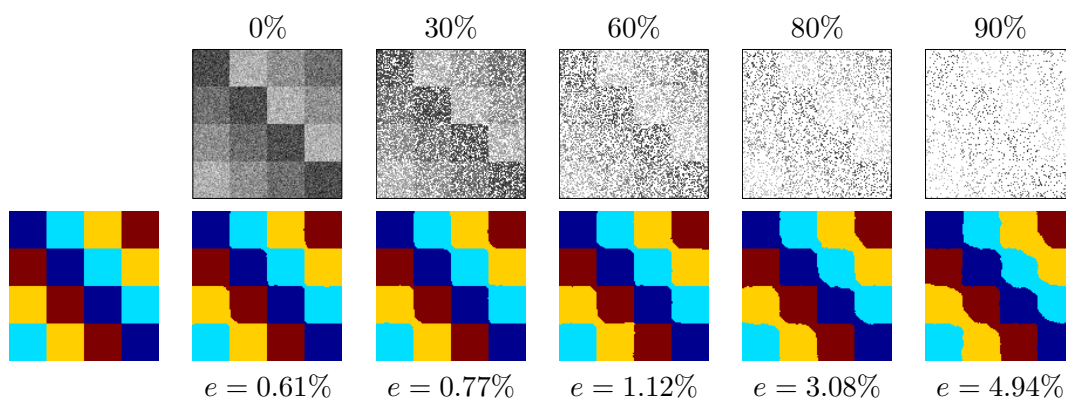 0% 30% 60% 80% 90%
e = 0.61% e = 0.77% e = 1.12% e = 3.08% e = 4.94%